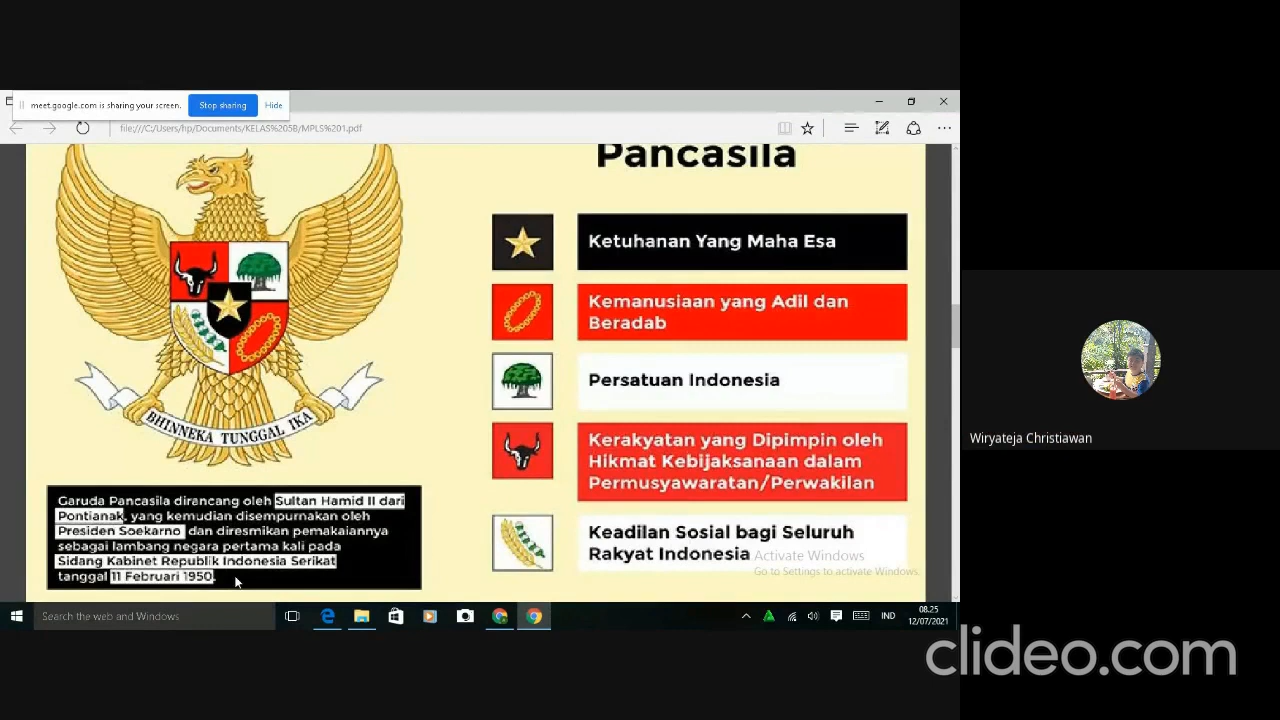 meet.google.com is sharing your screen.
Stop sharing
Hide
file:///C:/Users/hp/Documents/KELAS%205B/MPLS%201.pdf
Pancasila
Ketuhanan Yang Maha Esa
Kemanusiaan yang Adil dan
Beradab
Persatuan Indonesia
Kerakyatan yang Dipimpin oleh
Hikmat Kebijaksanaan dalam
Permusyawaratan/Perwakilan
Keadilan Sosial bagi Seluruh
Rakyat Indonesia
BHINNEKA TUNGGAL IKA
Garuda Pancasila dirancang oleh Sultan Hamid II dari
Pontianak, yang kemudian disempurnakan oleh
Presiden Soekarno dan diresmikan pemakaiannya
sebagai lambang negara pertama kali pada
Sidang Kabinet Republik Indonesia Serikat
tanggal 11 Februari 1950.
Activate Windows
Go to Settings to activate Windows.
Wiryateja Christiawan
Search the web and Windows
IND
08.25
12/07/2021
clideo.com